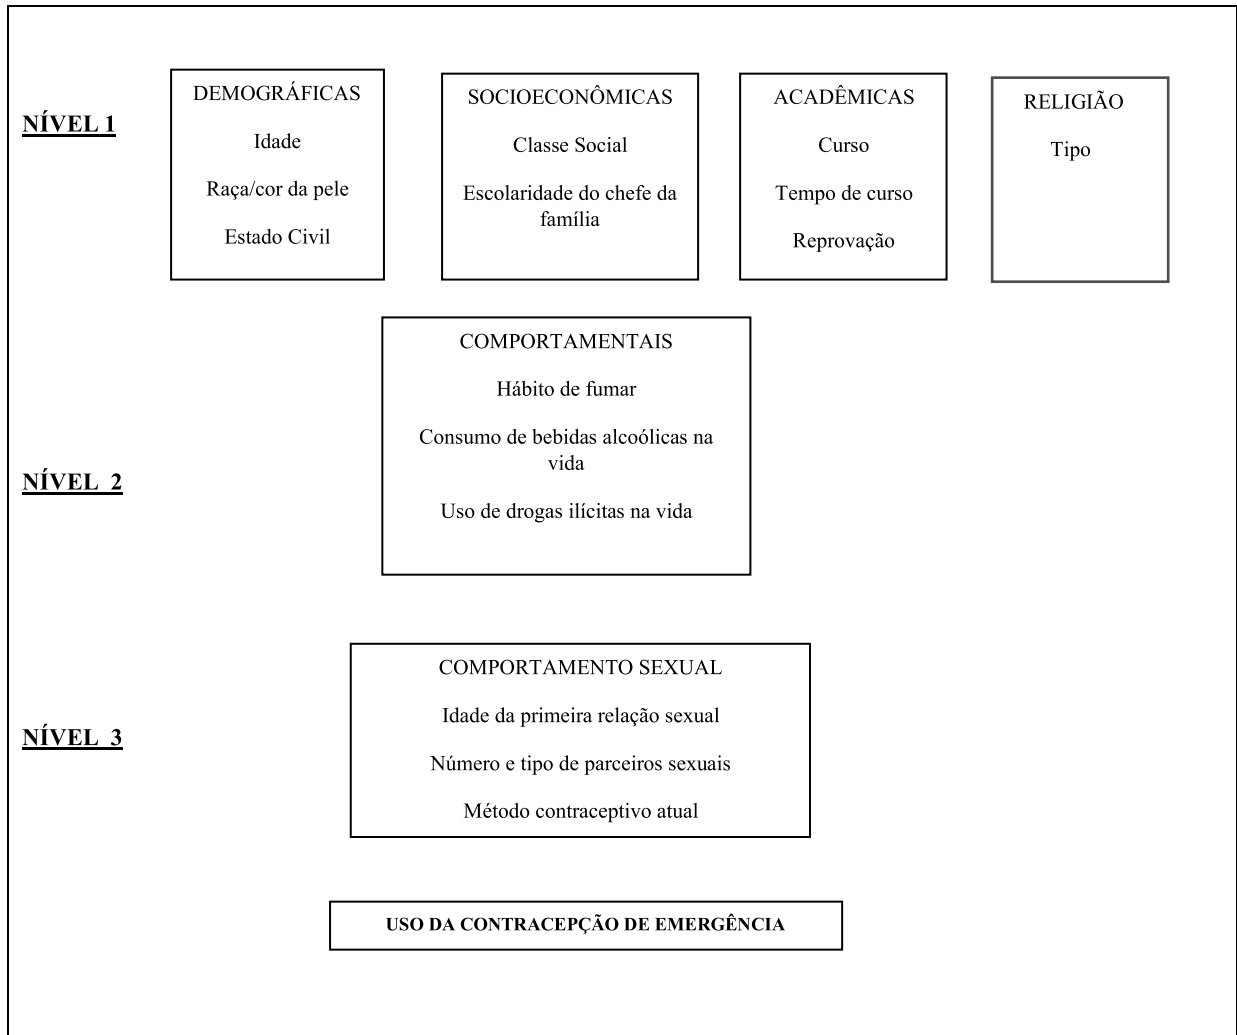 NÍVEL 1
DEMOGRÁFICAS
Idade
Raça/cor da pele
Estado Civil
SOCIOECONÔMICAS
Classe Social
Escolaridade do chefe da
família
ACADÊMICAS
Curso
Tempo de curso
Reprovação
RELIGIÃO
Tipo
NÍVEL 2
COMPORTAMENTAIS
Hábito de fumar
Consumo de bebidas alcoólicas na
vida
Uso de drogas ilícitas na vida
NÍVEL 3
COMPORTAMENTO SEXUAL
Idade da primeira relação sexual
Número e tipo de parceiros sexuais
Método contraceptivo atual
USO DA CONTRACEPÇÃO DE EMERGÊNCIA